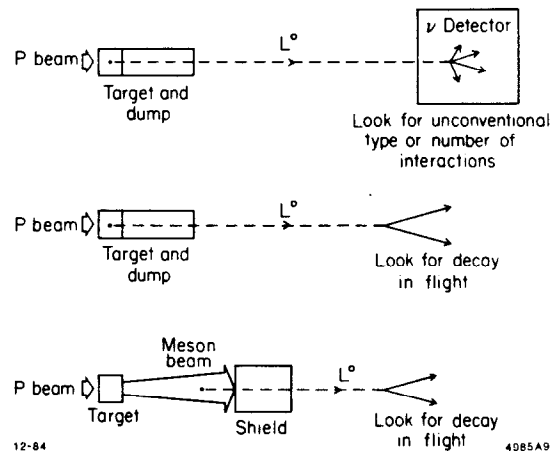 ν Detector
L°
P beam
Target and
dump
Look for unconventional
type or number of
interactions
L°
P beam
Target and
dump
Look for decay
in flight
Meson
beam
L°
P beam
Target
Shield
Look for decay
in flight
12-84
4985A9